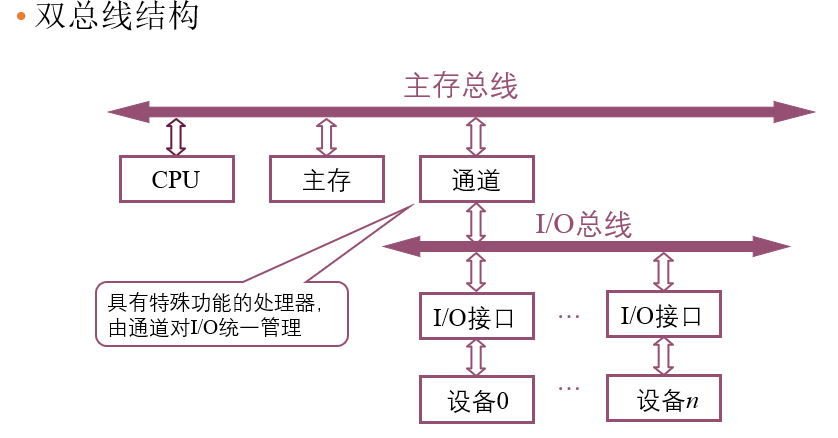 • 双总线结构
主存总线
CPU
主存
通道
I/O总线
具有特殊功能的处理器,
由通道对I/O统一管理
I/O接口
…
I/O接口
设备0
…
设备n